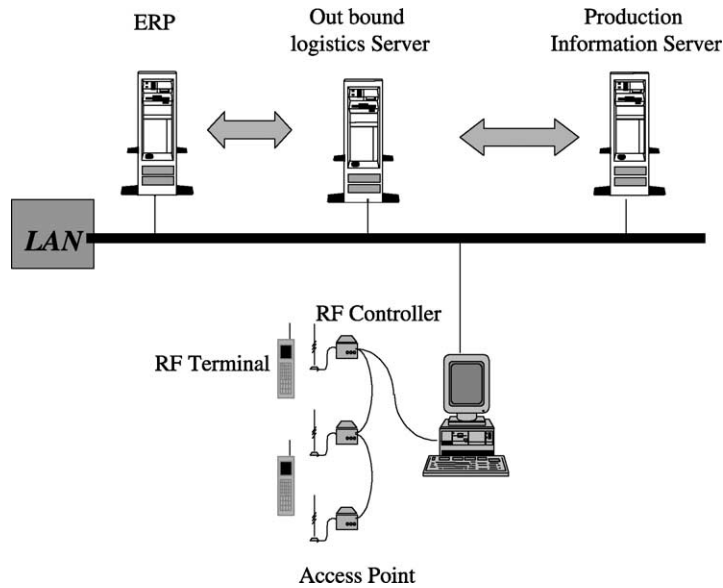 ERP
Out bound
logistics Server
Production
Information Server
LAN
RF Controller
RF Terminal
Access Point